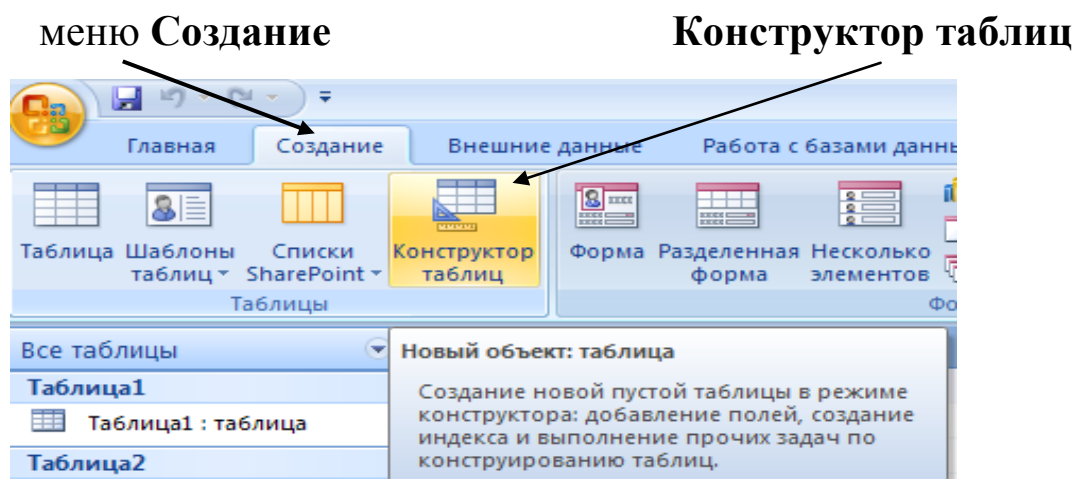 меню Создание Конструктор таблиц
Главная Создание Внешние данные Работа с базами данны
Таблица Шаблоны таблиц Списки SharePoint Конструктор таблиц Форма Разделенная форма Несколько элементов
Таблицы Фо
Все таблицы
Таблица1
Таблица1 : таблица
Таблица2
Новый объект: таблица
Создание новой пустой таблицы в режиме
конструктора: добавление полей, создание
индекса и выполнение прочих задач по
конструированию таблиц.